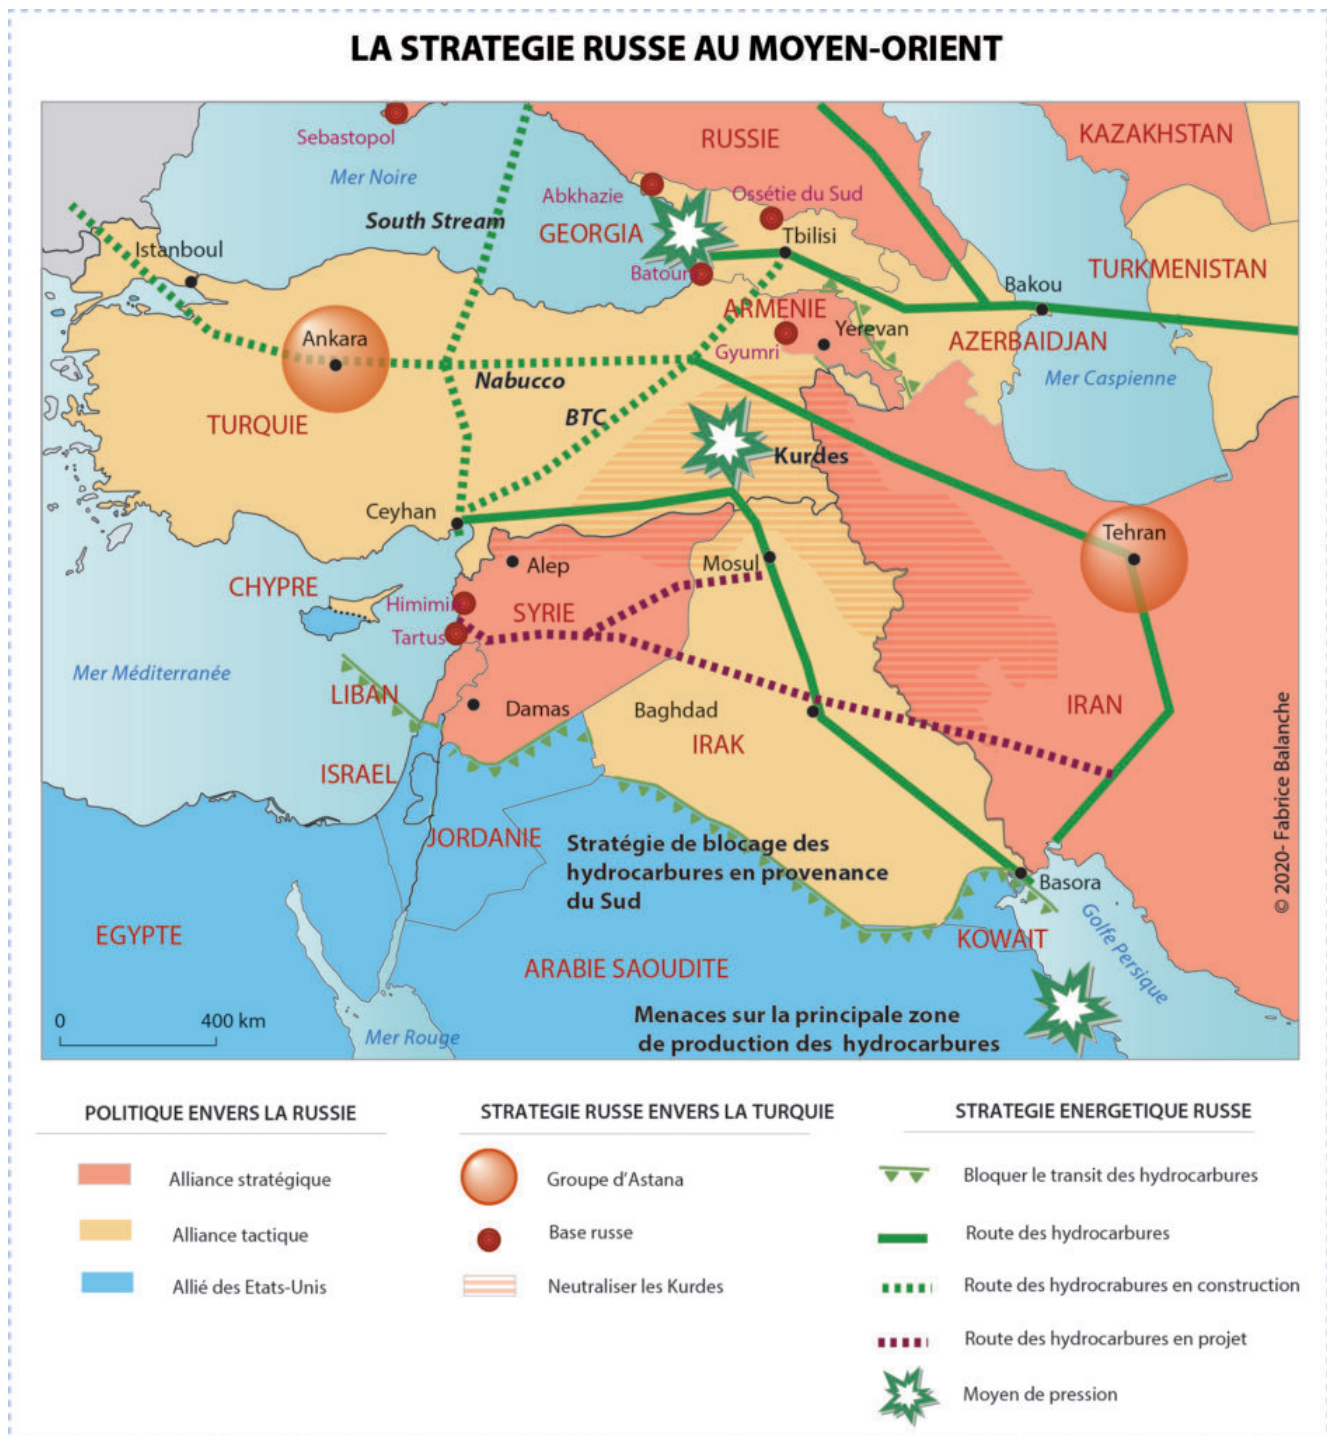 LA STRATEGIE RUSSE AU MOYEN-ORIENT
Sebastopol
Mer Noire
South Stream
RUSSIE
KAZAKHSTAN
Abkhazie
Ossétie du Sud
GEORGIA
Tbilisi
Istanboul
Batoum
TURKMENISTAN
Bakou
ARMENIE
Yerevan
Gyumri
AZERBAIDJAN
Ankara
Mer Caspienne
Nabucco
BTC
TURQUIE
Kurdes
Ceyhan
Tehran
Alep
Mosul
CHYPRE
Himimim
SYRIE
Tartus
Mer Méditerranée
LIBAN
Damas
Baghdad
IRAN
IRAK
ISRAEL
JORDANIE
Stratégie de blocage des
hydrocarbures en provenance
du Sud
Basora
Golfe Persique
EGYPTE
KOWAIT
ARABIE SAOUDITE
Menaces sur la principale zone
de production des hydrocarbures
0 400 km
Mer Rouge
© 2020- Fabrice Balanche
POLITIQUE ENVERS LA RUSSIE
Alliance stratégique
Alliance tactique
Allié des Etats-Unis
STRATEGIE RUSSE ENVERS LA TURQUIE
Groupe d'Astana
Base russe
Neutraliser les Kurdes
STRATEGIE ENERGETIQUE RUSSE
Bloquer le transit des hydrocarbures
Route des hydrocarbures
Route des hydrocrabures en construction
Route des hydrocarbures en projet
Moyen de pression